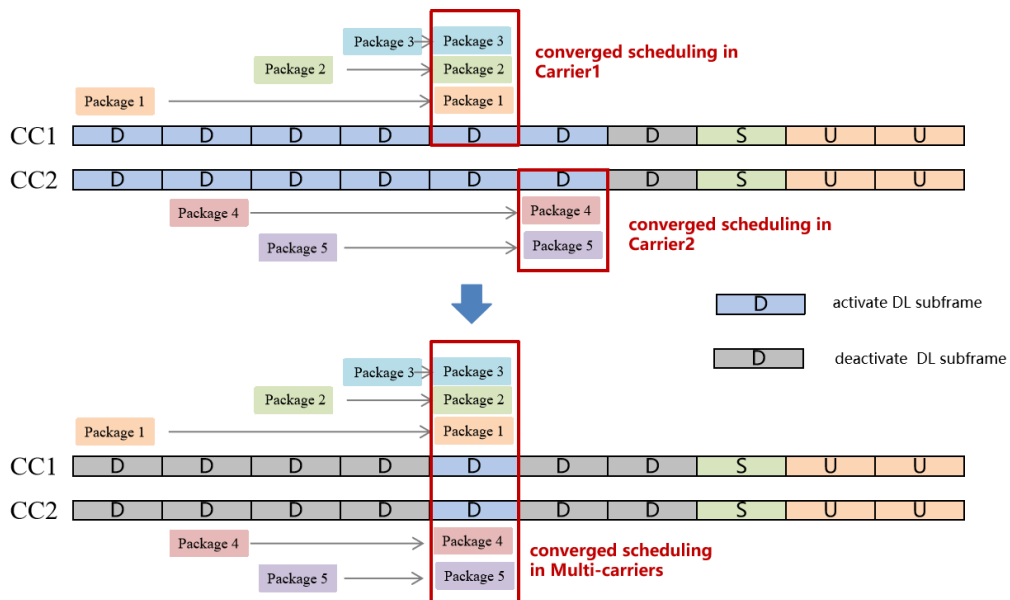 Package 3 Package 3
converged scheduling in
Carrier1
Package 2 Package 2
Package 1 Package 1
CC1 D D D D D D D S U U
CC2 D D D D D D D S U U
Package 4 Package 4
converged scheduling in
Carrier2
Package 5 Package 5
D activate DL subframe
D deactivate DL subframe
Package 3 Package 3
Package 2 Package 2
Package 1 Package 1
CC1 D D D D D D D S U U
CC2 D D D D D D D S U U
Package 4 Package 4
converged scheduling
in Multi-carriers
Package 5 Package 5